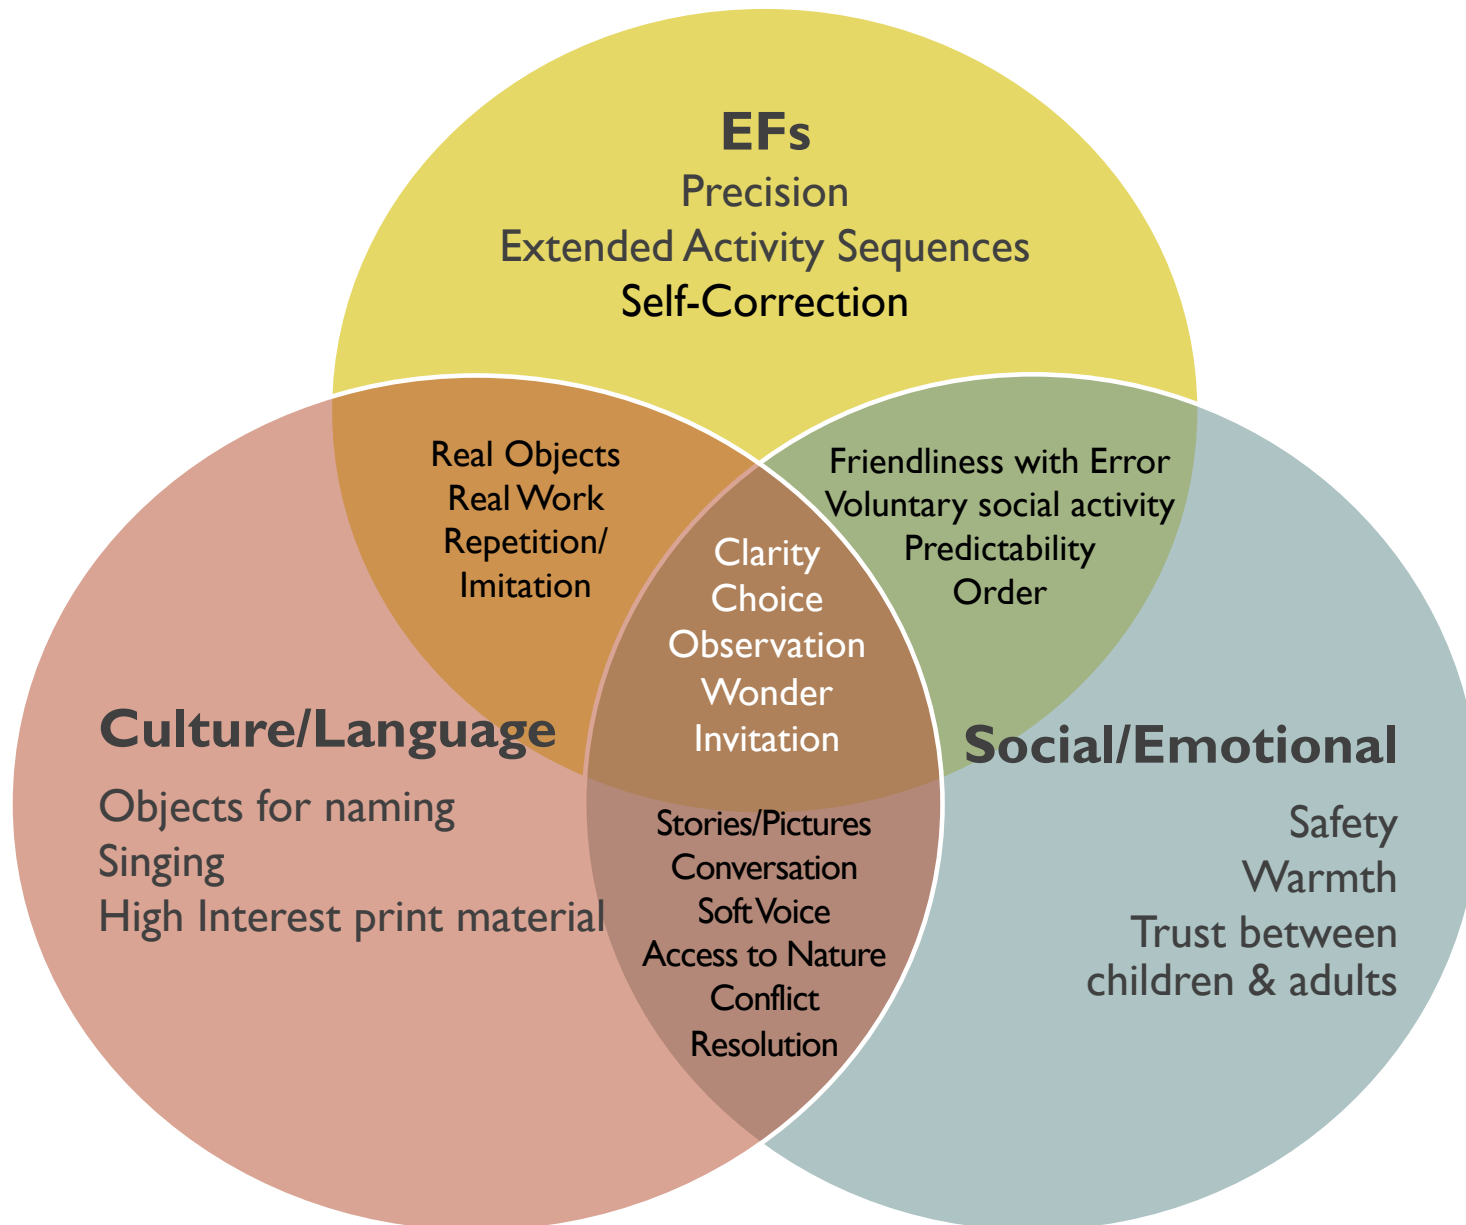 EFs
Precision
Extended Activity Sequences
Self-Correction
Real Objects
Real Work
Repetition/
Imitation
Friendliness with Error
Voluntary social activity
Predictability
Order
Clarity
Choice
Observation
Wonder
Invitation
Culture/Language
Objects for naming
Singing
High Interest print material
Social/Emotional
Safety
Warmth
Trust between
children & adults
Stories/Pictures
Conversation
Soft Voice
Access to Nature
Conflict
Resolution